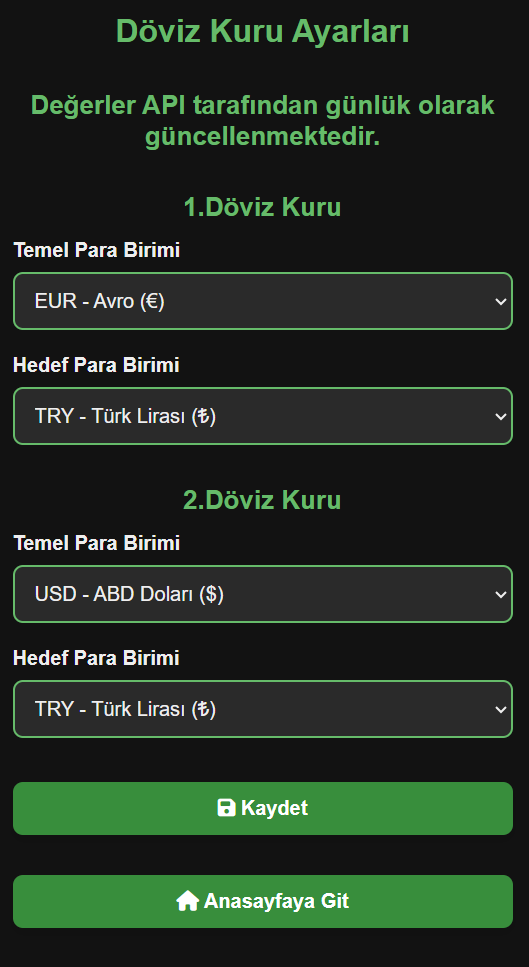 Döviz Kuru Ayarları
Değerler API tarafından günlük olarak
güncellenmektedir.
1.Döviz Kuru
Temel Para Birimi
EUR - Avro (€)
Hedef Para Birimi
TRY - Türk Lirası (₺)
2.Döviz Kuru
Temel Para Birimi
USD - ABD Doları ($)
Hedef Para Birimi
TRY - Türk Lirası (₺)
Kaydet
Anasayfaya Git